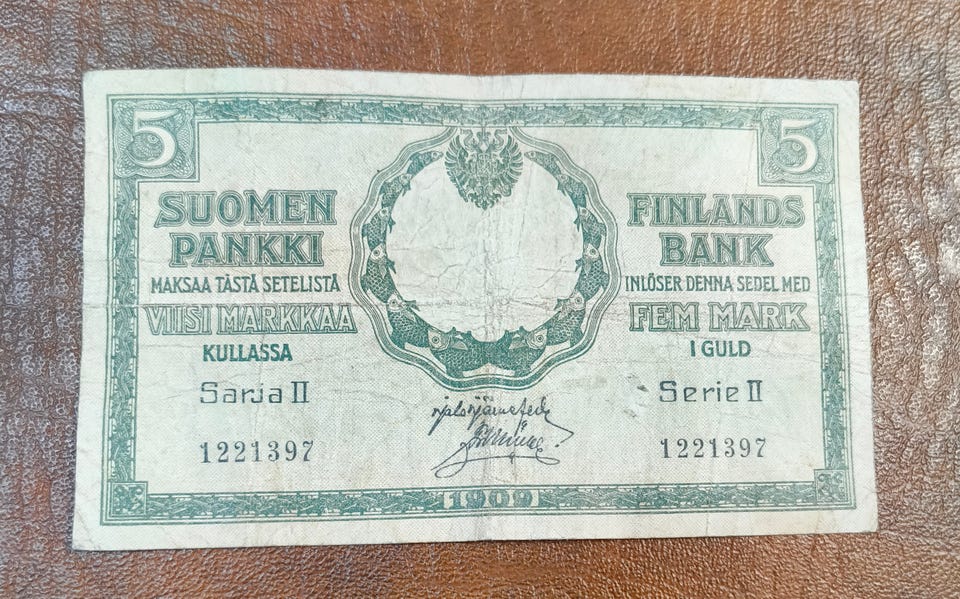 5 5
SUOMEN
PANKKI
MAKSAA TÄSTÄ SETELISTÄ
VIISI MARKKAA
KULLASSA
Sarja II
1221397
FINLANDS
BANK
INLÖSER DENNA SEDEL MED
FEM MARK
I GULD
Serie II
1221397
1909